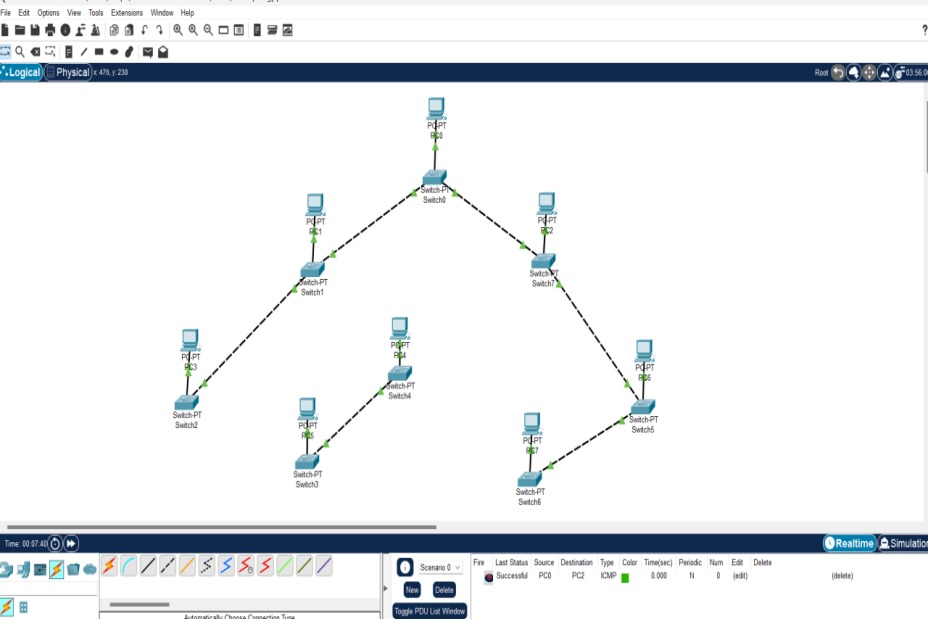 File Edit Options View Tools Extensions Window Help
?
Logical Physical x: 476, y: 238 Root 03:56:0
PC-PT
PC0
Switch-PT
Switch0
PC-PT
PC1
PC-PT
PC2
Switch-PT
Switch1
Switch-PT
Switch7
PC-PT
PC3
PC-PT
PC4
PC-PT
Switch-PT
Switch4
Switch-PT
Switch2
PC-PT
PC5
Switch-PT
Switch5
PC-PT
PC7
Switch-PT
Switch3
Switch-PT
Switch6
Time: 00:07:40 Realtime Simulation
Scenario 0
New Delete
Toggle PDU List Window
Fire Last Status Source Destination Type Color Time(sec) Periodic Num Edit Delete
Successful PC0 PC2 ICMP 0.000 N 0 (edit) (delete)
Automatically Choose Connection Type